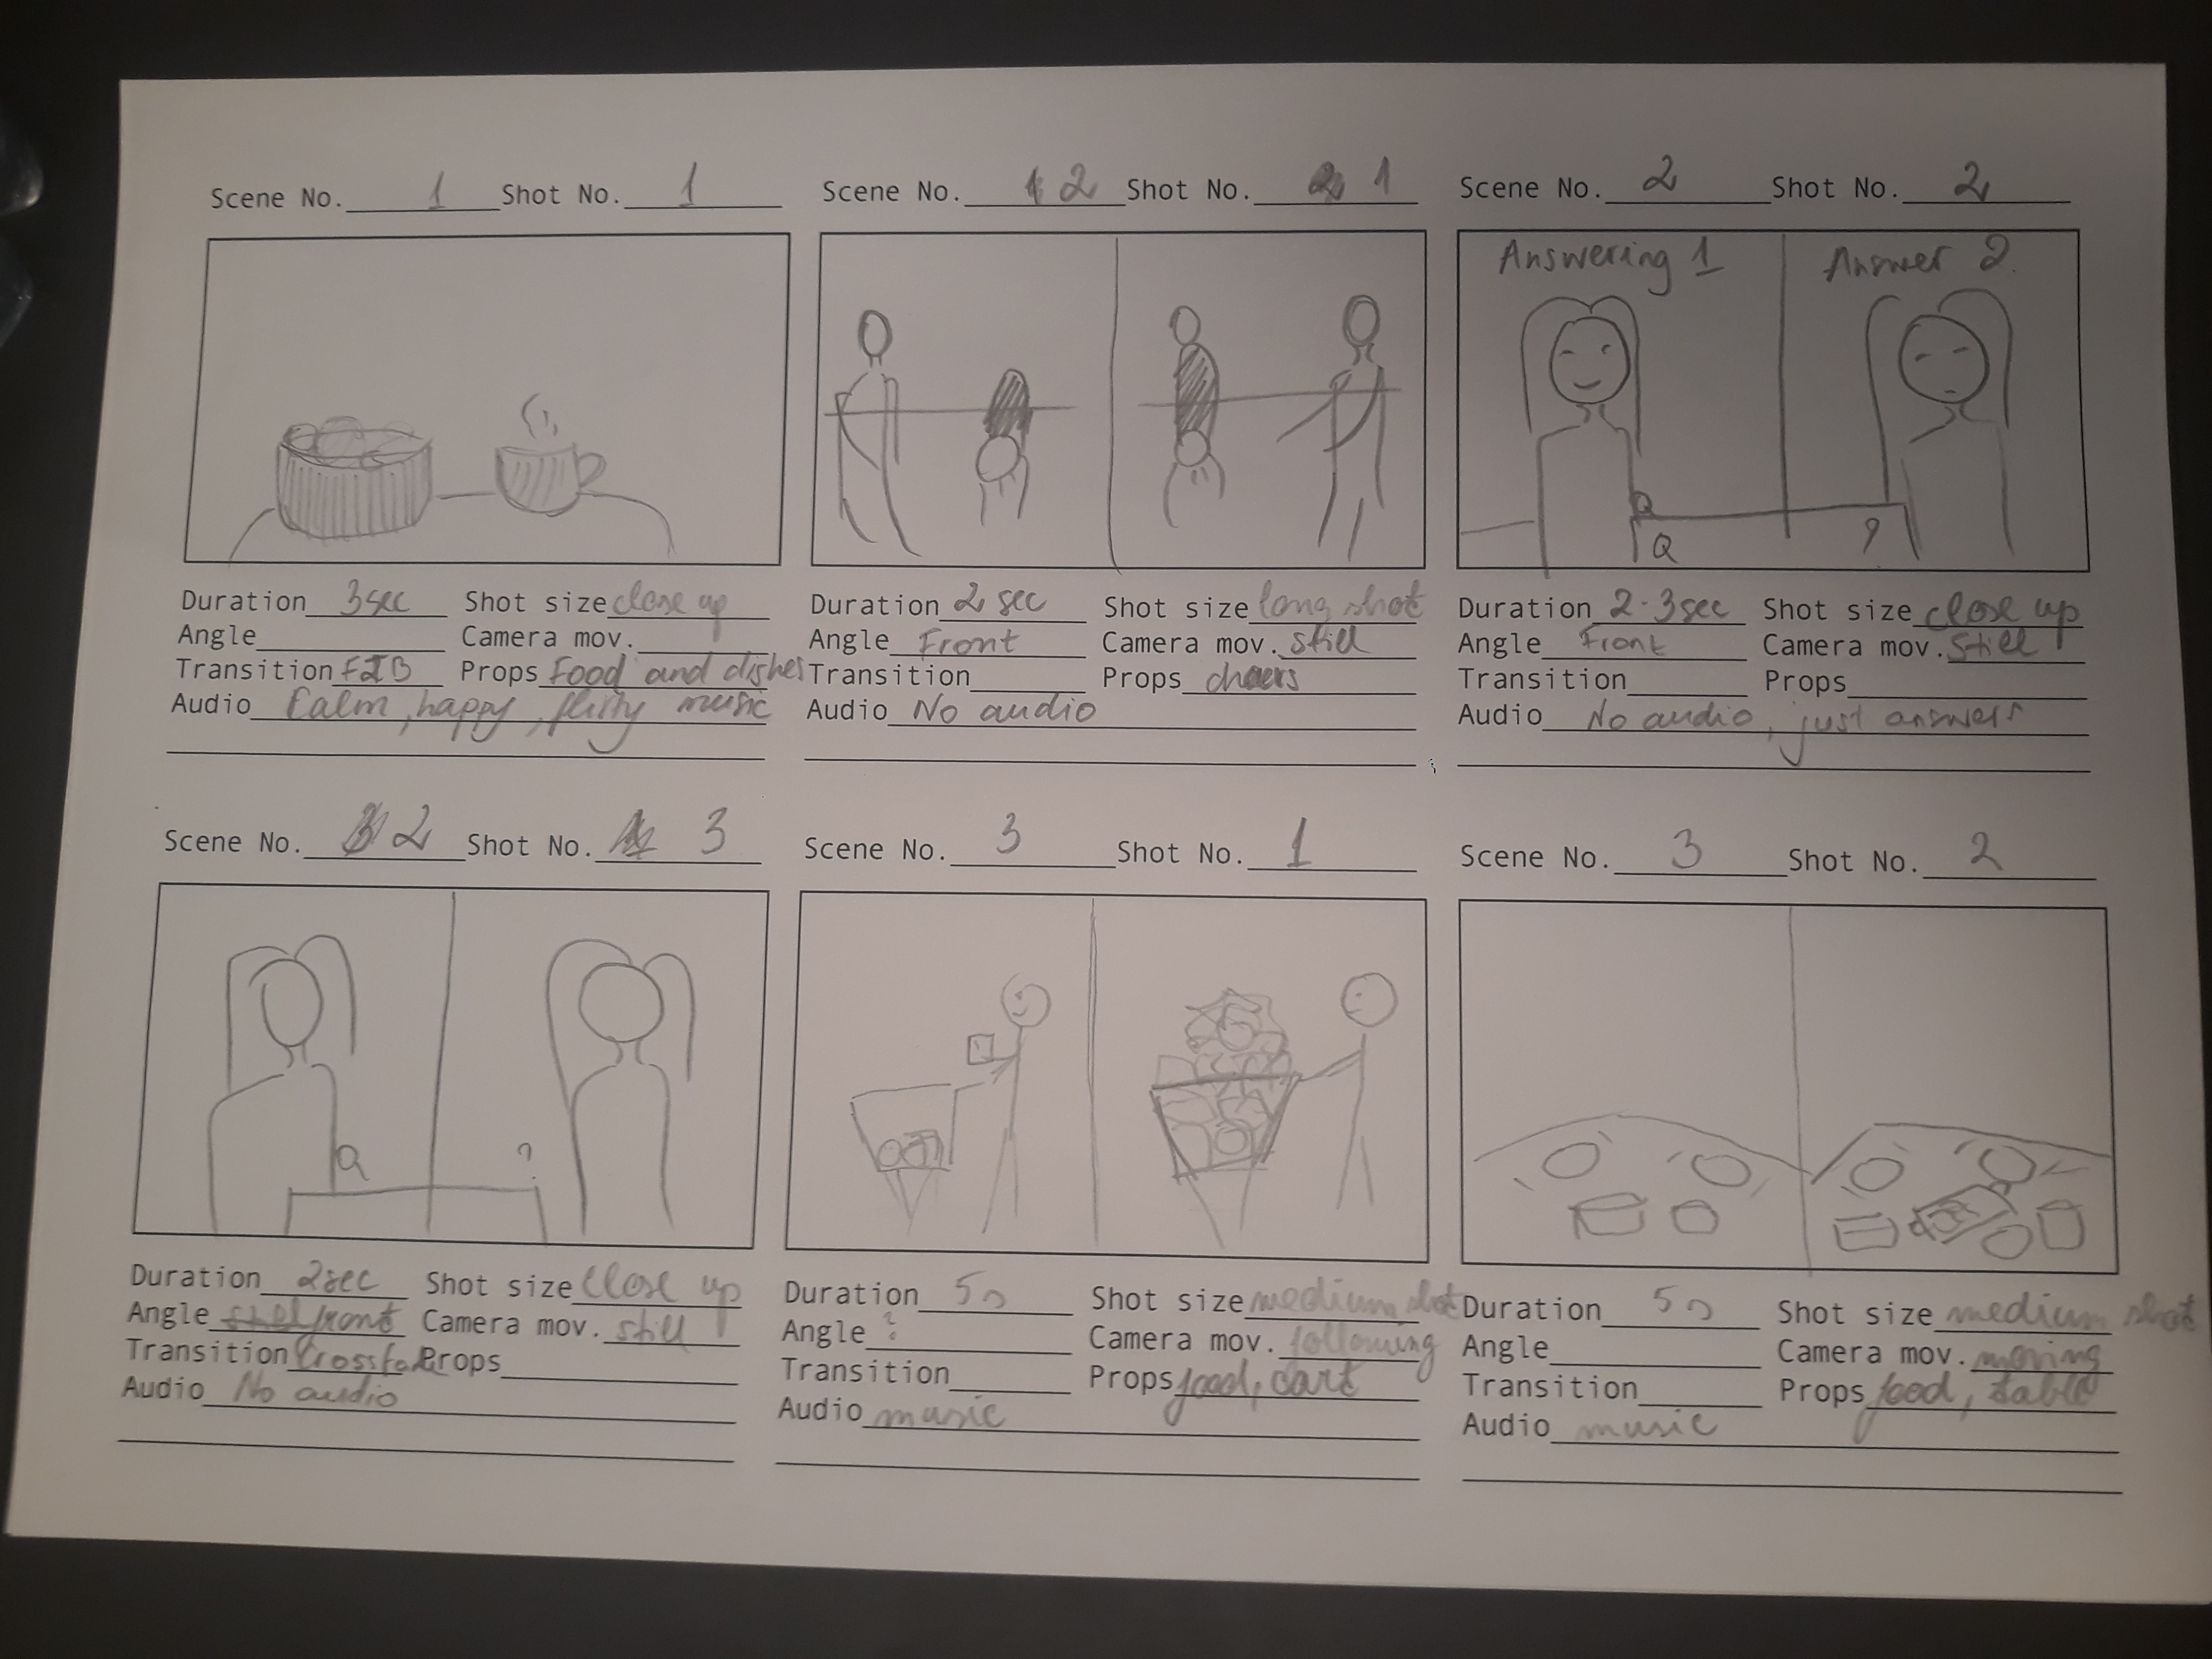 Scene No. 1 Shot No. 1
Duration 3sec Shot size close up
Angle Camera mov.
Transition FIB Props Food and dishes
Audio Calm, happy, flirty music
Scene No. 2 Shot No. 1
Duration 2 sec Shot size long shot
Angle Front Camera mov. still
Transition Props chaers
Audio No audio
Scene No. 2 Shot No. 2
Answering 1 Answer 2.
Q
Q ?
Duration 2-3sec Shot size close up
Angle Front Camera mov. still
Transition Props
Audio No audio, just answers
Scene No. 2 Shot No. 3
Q ?
Duration 2sec Shot size close up
Angle front Camera mov. still
Transition Crossfade Props
Audio No audio
Scene No. 3 Shot No. 1
Duration 5s Shot size medium shot
Angle ? Camera mov. following
Transition Props food, cart
Audio music
Scene No. 3 Shot No. 2
Duration 5s Shot size medium shot
Angle Camera mov. moving
Transition Props food, table
Audio music